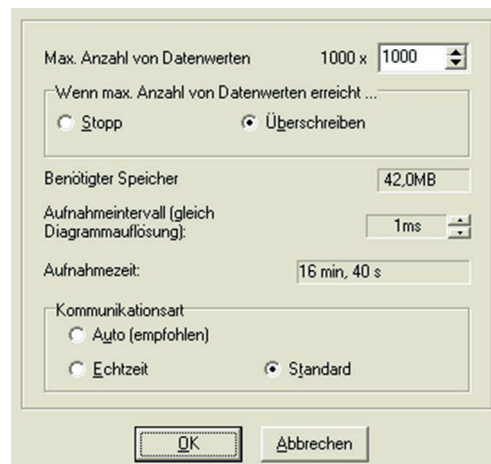 Max. Anzahl von Datenwerten 1000 x 1000
Wenn max. Anzahl von Datenwerten erreicht ...
Stopp Überschreiben
Benötigter Speicher 42,0MB
Aufnahmeintervall (gleich
Diagrammauflösung): 1ms
Aufnahmezeit: 16 min, 40 s
Kommunikationsart
Auto (empfohlen)
Echtzeit Standard
OK Abbrechen